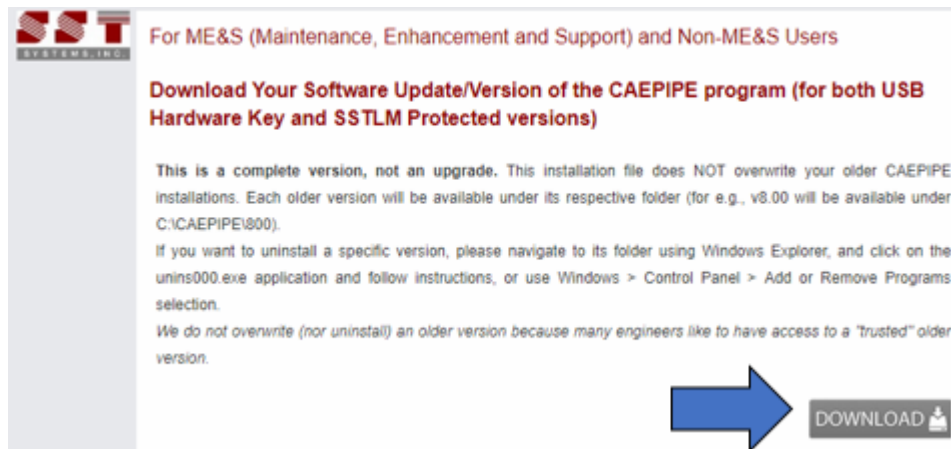 SST
SYSTEMS, INC.
For ME&S (Maintenance, Enhancement and Support) and Non-ME&S Users
Download Your Software Update/Version of the CAEPIPE program (for both USB
Hardware Key and SSTLM Protected versions)
This is a complete version, not an upgrade. This installation file does NOT overwrite your older CAEPIPE
installations. Each older version will be available under its respective folder (for e.g., v8.00 will be available under
C:\CAEPIPE\800).
If you want to uninstall a specific version, please navigate to its folder using Windows Explorer, and click on the
unins000.exe application and follow instructions, or use Windows > Control Panel > Add or Remove Programs
selection.
We do not overwrite (nor uninstall) an older version because many engineers like to have access to a "trusted" older
version.
DOWNLOAD